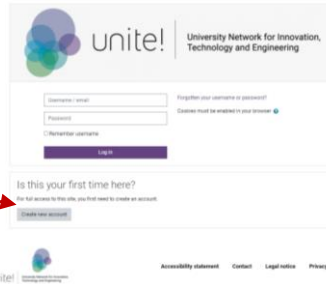 unite!
University Network for Innovation,
Technology and Engineering
Username / email
Forgotten your username or password?
Password
Cookies must be enabled in your browser
Remember username
Log in
Is this your first time here?
For full access to this site, you first need to create an account.
Create new account
Accessibility statement Contact Legal notice Privacy
ite!